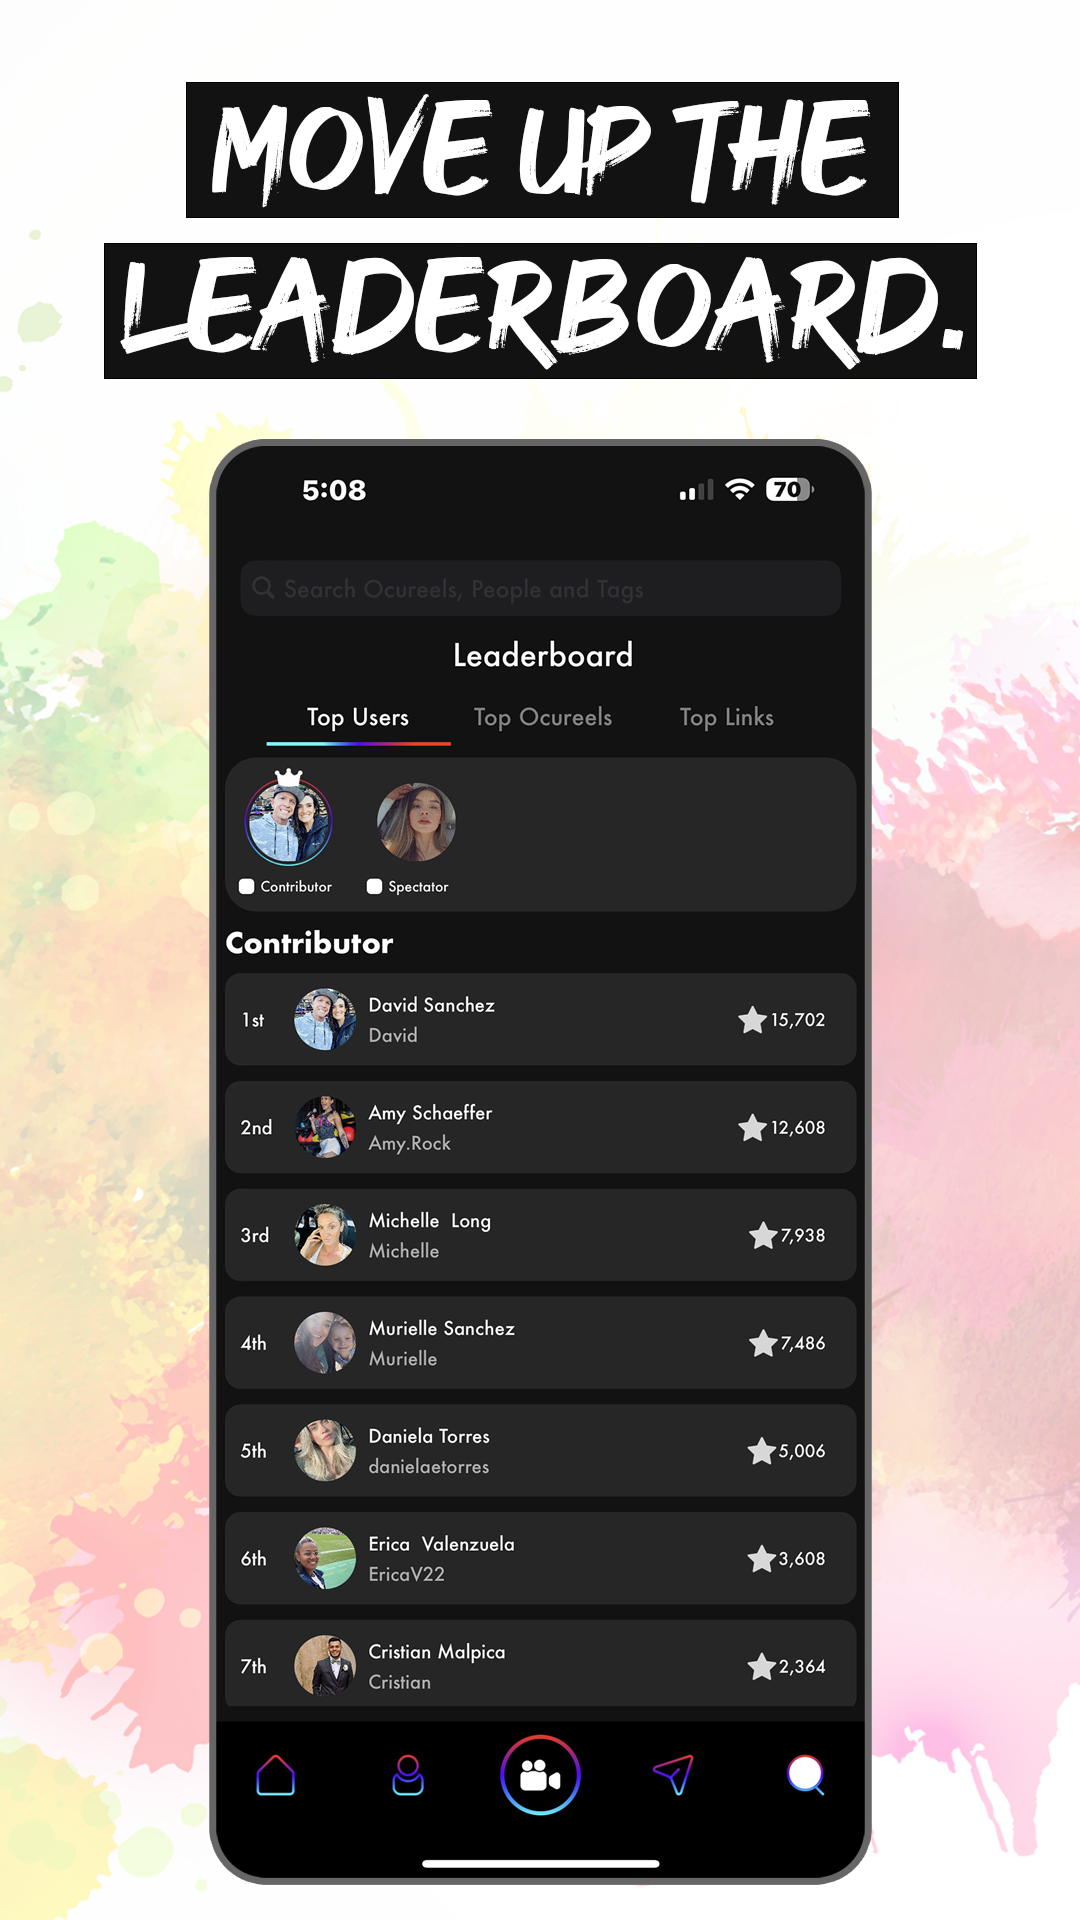 MOVE UP THE
LEADERBOARD.
5:08
70
Search Ocureels, People and Tags
Leaderboard
Top Users Top Ocureels Top Links
Contributor Spectator
Contributor
1st David Sanchez 15,702
David
2nd Amy Schaeffer 12,608
Amy.Rock
3rd Michelle Long 7,938
Michelle
4th Murielle Sanchez 7,486
Murielle
5th Daniela Torres 5,006
danielaetorres
6th Erica Valenzuela 3,608
EricaV22
7th Cristian Malpica 2,364
Cristian